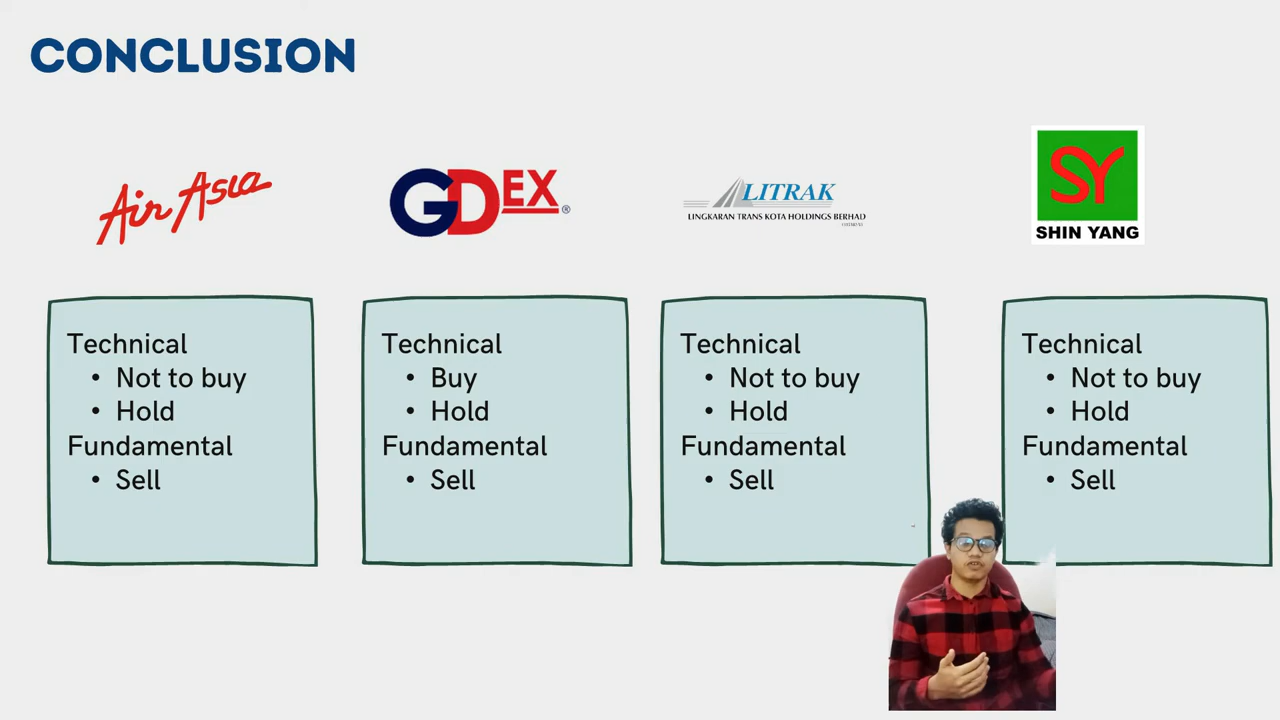 CONCLUSION
Air Asia
GDEX®
LITRAK
LINGKARAN TRANS KOTA HOLDINGS BERHAD
SY
SHIN YANG
Technical
• Not to buy
• Hold
Fundamental
• Sell
Technical
• Buy
• Hold
Fundamental
• Sell
Technical
• Not to buy
• Hold
Fundamental
• Sell
Technical
• Not to buy
• Hold
Fundamental
• Sell